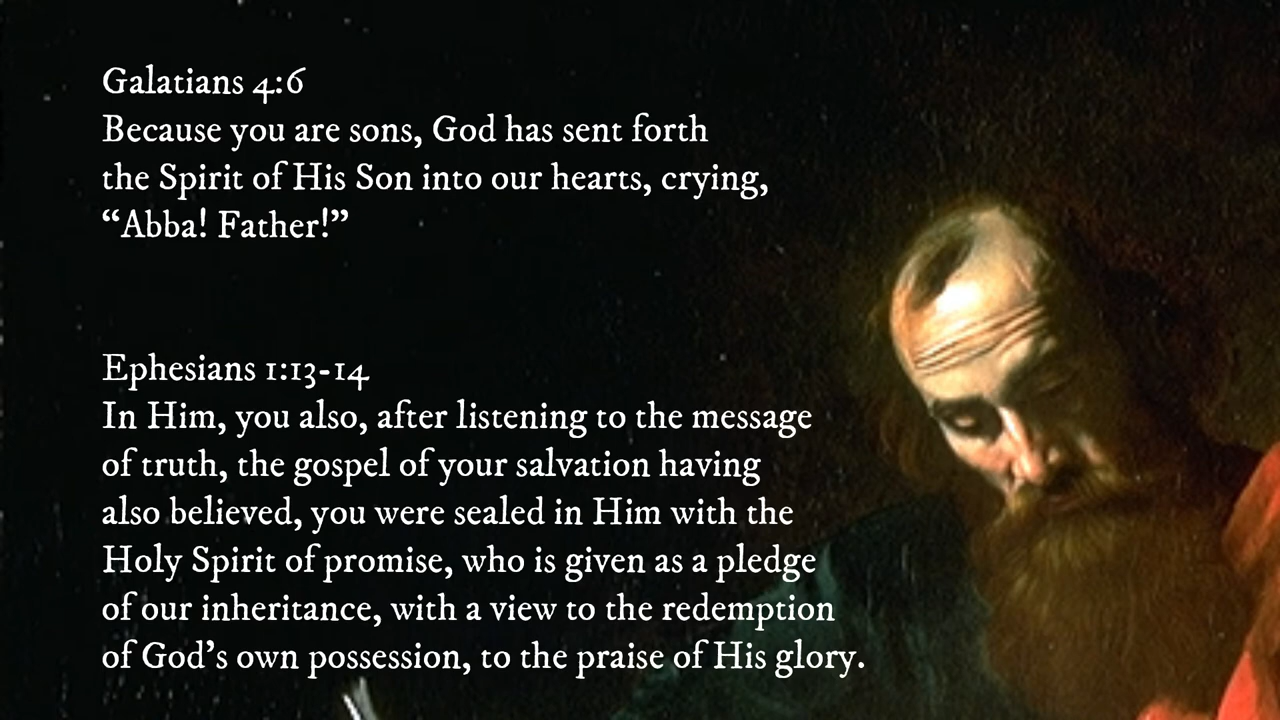 Galatians 4:6
Because you are sons, God has sent forth
the Spirit of His Son into our hearts, crying,
“Abba! Father!”
Ephesians 1:13-14
In Him, you also, after listening to the message
of truth, the gospel of your salvation having
also believed, you were sealed in Him with the
Holy Spirit of promise, who is given as a pledge
of our inheritance, with a view to the redemption
of God’s own possession, to the praise of His glory.